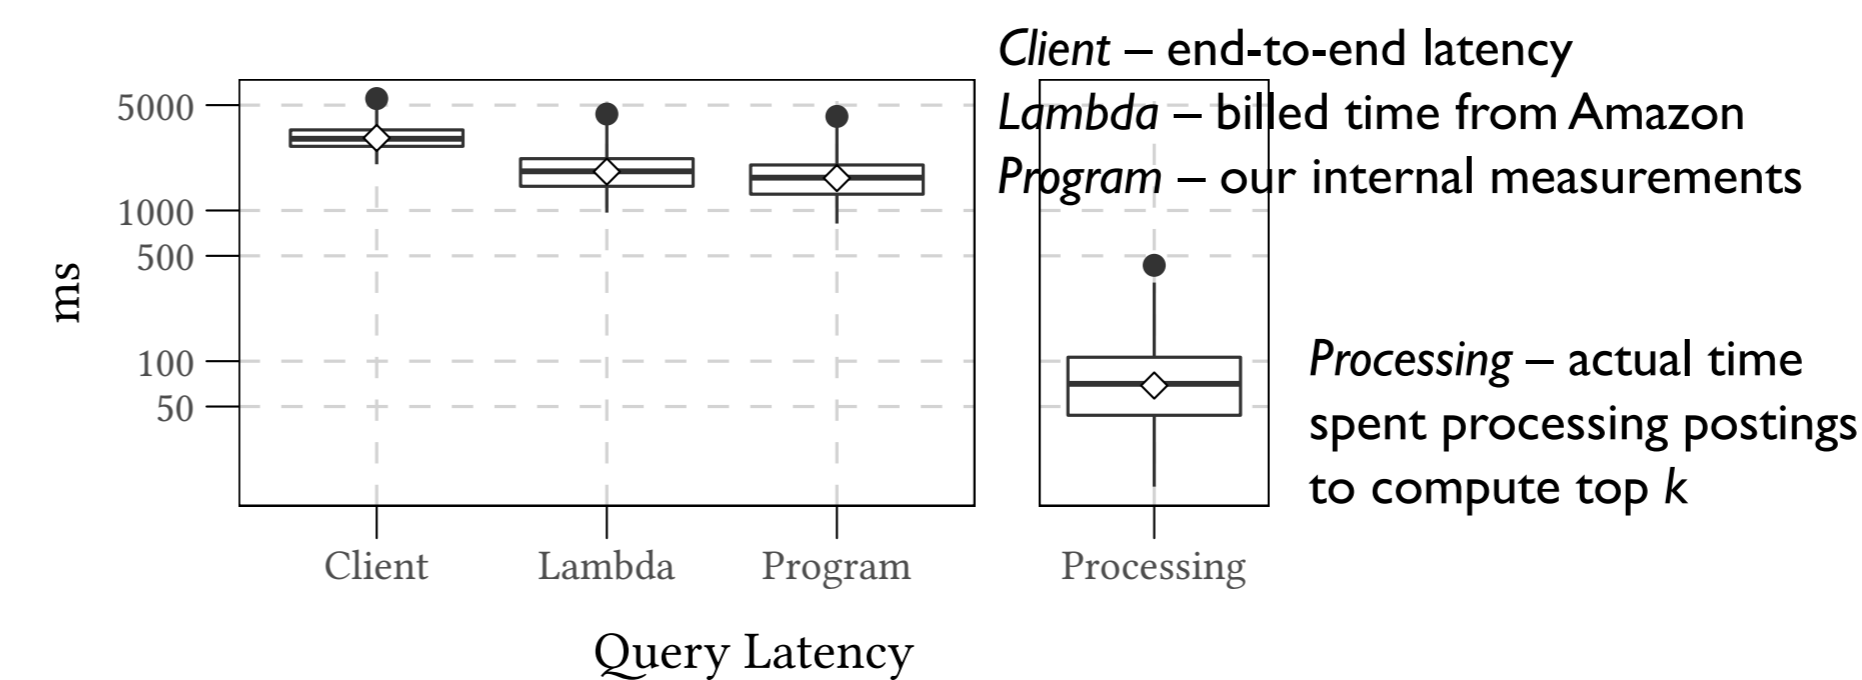 Client – end-to-end latency
Lambda – billed time from Amazon
Program – our internal measurements
5000
1000
500
100
50
ms
Processing – actual time
spent processing postings
to compute top k
Client
Lambda
Program
Processing
Query Latency